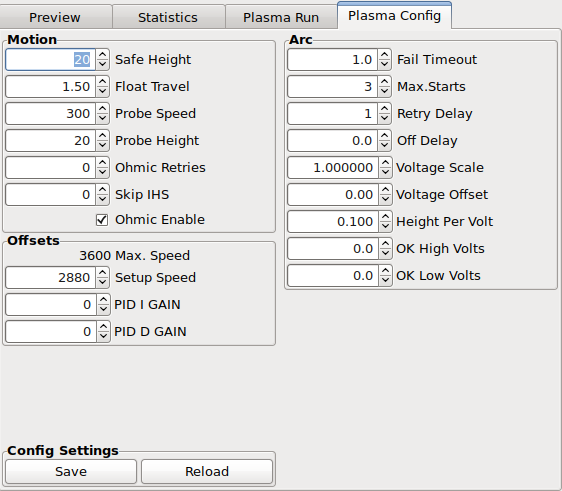 Preview Statistics Plasma Run Plasma Config
Motion
20 Safe Height
1.50 Float Travel
300 Probe Speed
20 Probe Height
0 Ohmic Retries
0 Skip IHS
Ohmic Enable
Offsets
3600 Max. Speed
2880 Setup Speed
0 PID I GAIN
0 PID D GAIN
Config Settings
Save Reload
Arc
1.0 Fail Timeout
3 Max.Starts
1 Retry Delay
0.0 Off Delay
1.000000 Voltage Scale
0.00 Voltage Offset
0.100 Height Per Volt
0.0 OK High Volts
0.0 OK Low Volts